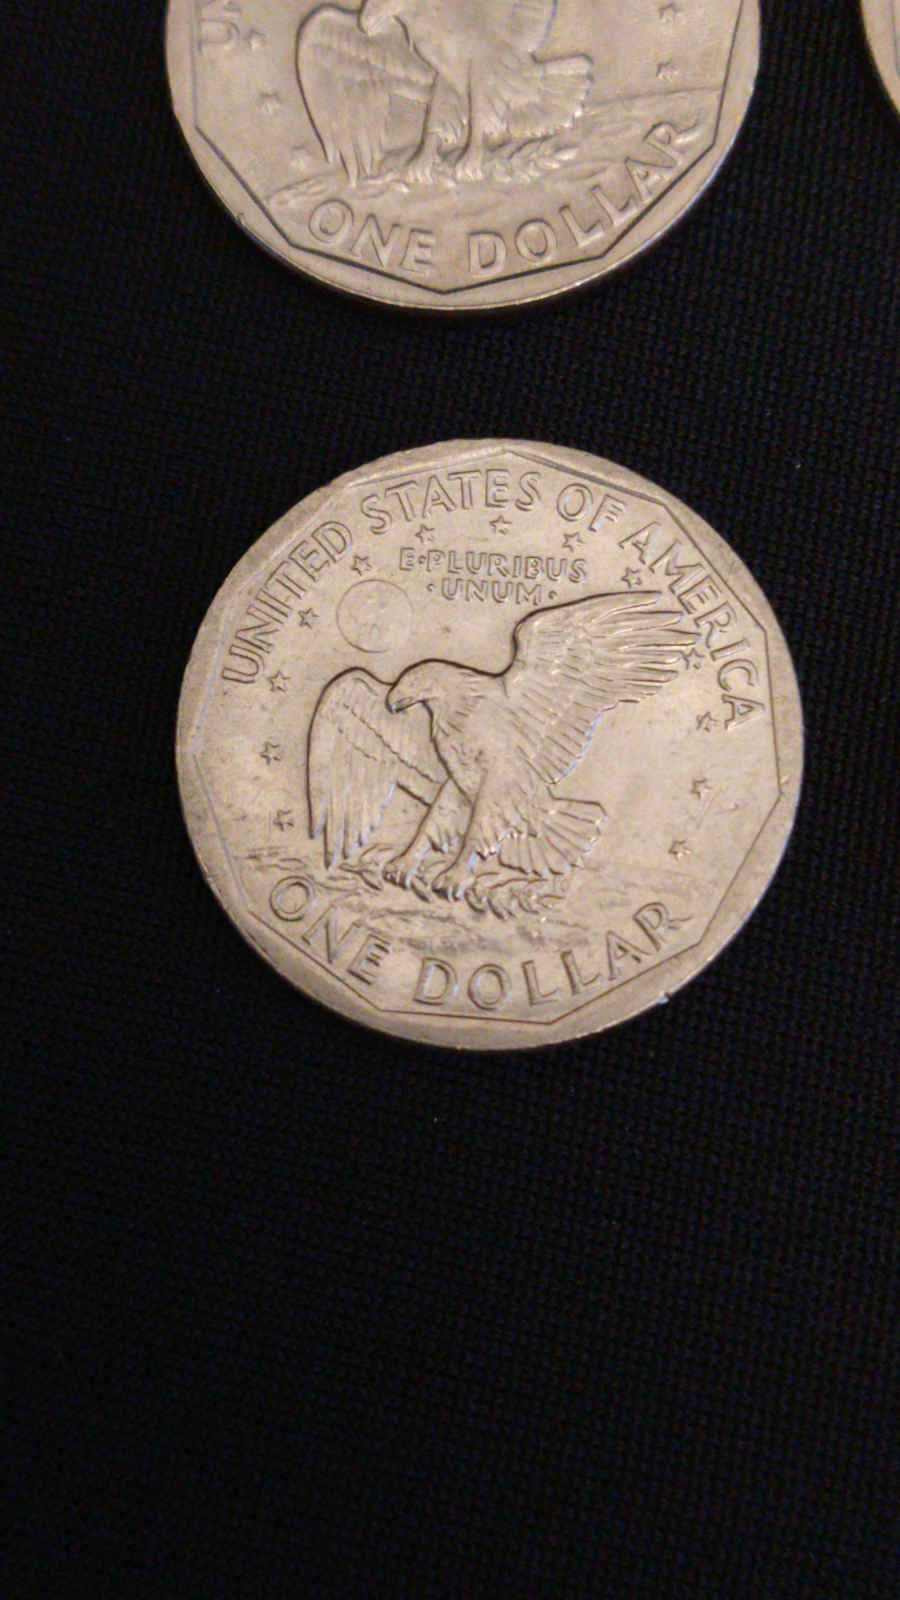 ONE DOLLAR
UNITED STATES OF AMERICA
E·PLURIBUS
·UNUM·
ONE DOLLAR